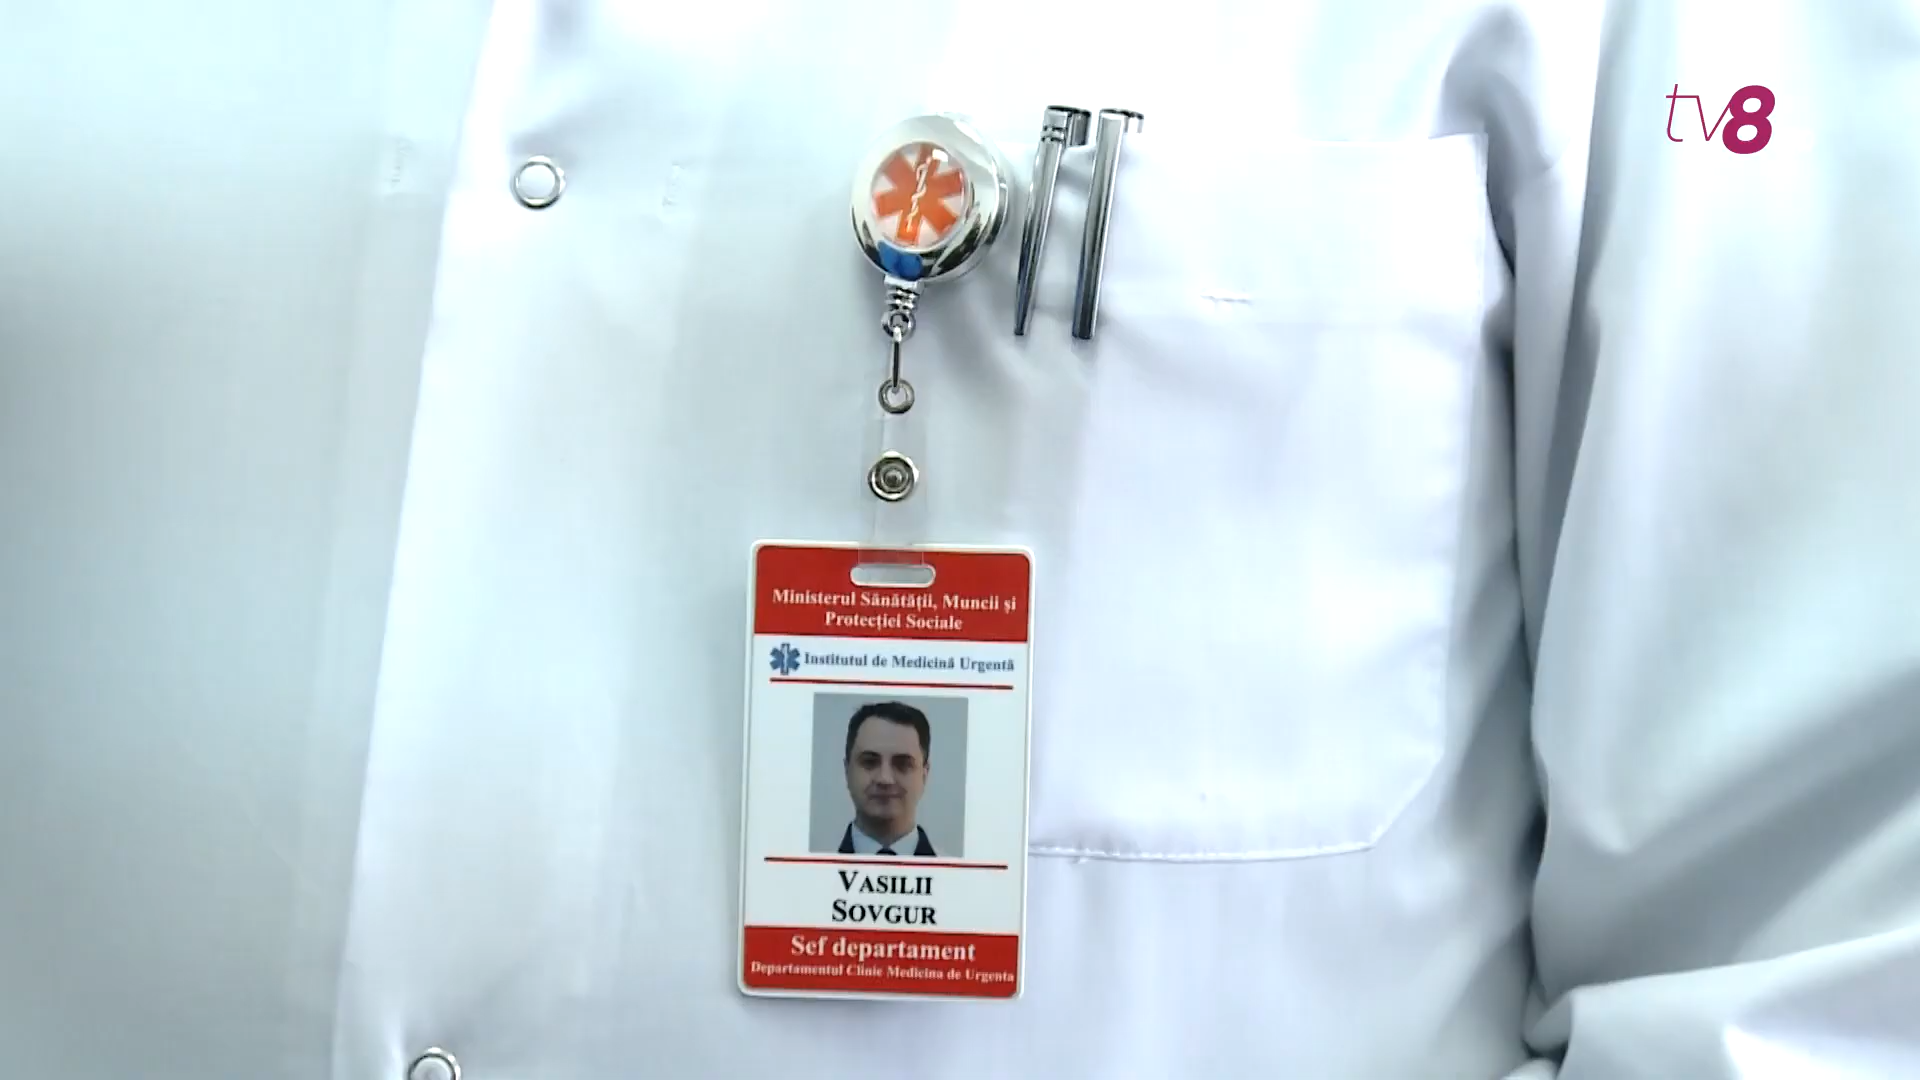 tv8
Ministerul Sănătății, Muncii și
Protecției Sociale
Institutul de Medicină Urgentă
VASILII
SOVGUR
Sef departament
Departamentul Clinic Medicina de Urgenta